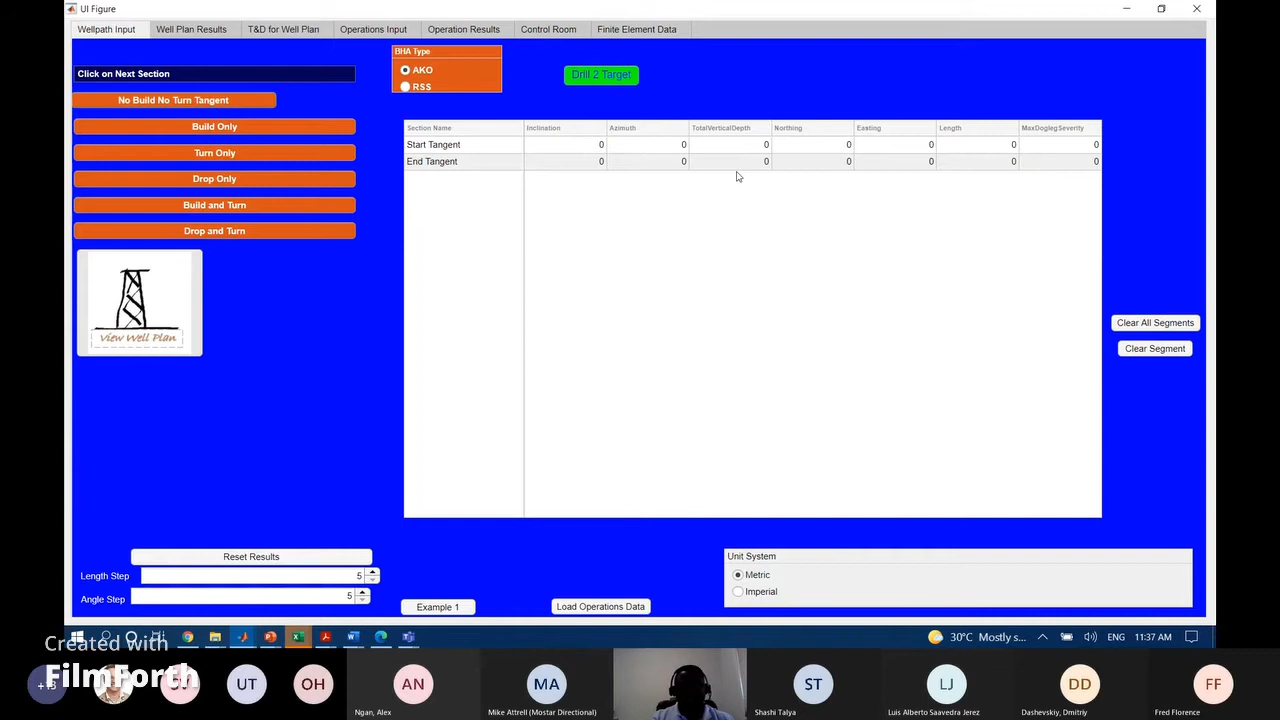 UI Figure
Wellpath Input
Well Plan Results
T&D for Well Plan
Operations Input
Operation Results
Control Room
Finite Element Data
Click on Next Section
No Build No Turn Tangent
Build Only
Turn Only
Drop Only
Build and Turn
Drop and Turn
View Well Plan
BHA Type
AKO
RSS
Drill 2 Target
Section Name Inclination Azimuth TotalVerticalDepth Northing Easting Length MaxDoglegSeverity
Start Tangent 0 0 0 0 0 0 0
End Tangent 0 0 0 0 0 0 0
Clear All Segments
Clear Segment
Reset Results
Length Step 5
Angle Step 5
Example 1
Load Operations Data
Unit System
Metric
Imperial
30°C Mostly s...
ENG
11:37 AM
Created with
FilmForth
UT
OH
AN
Ngan, Alex
MA
Mike Attrell (Mostar Directional)
ST
Shashi Talya
LJ
Luis Alberto Saavedra Jerez
DD
Dashevskiy, Dmitriy
FF
Fred Florence